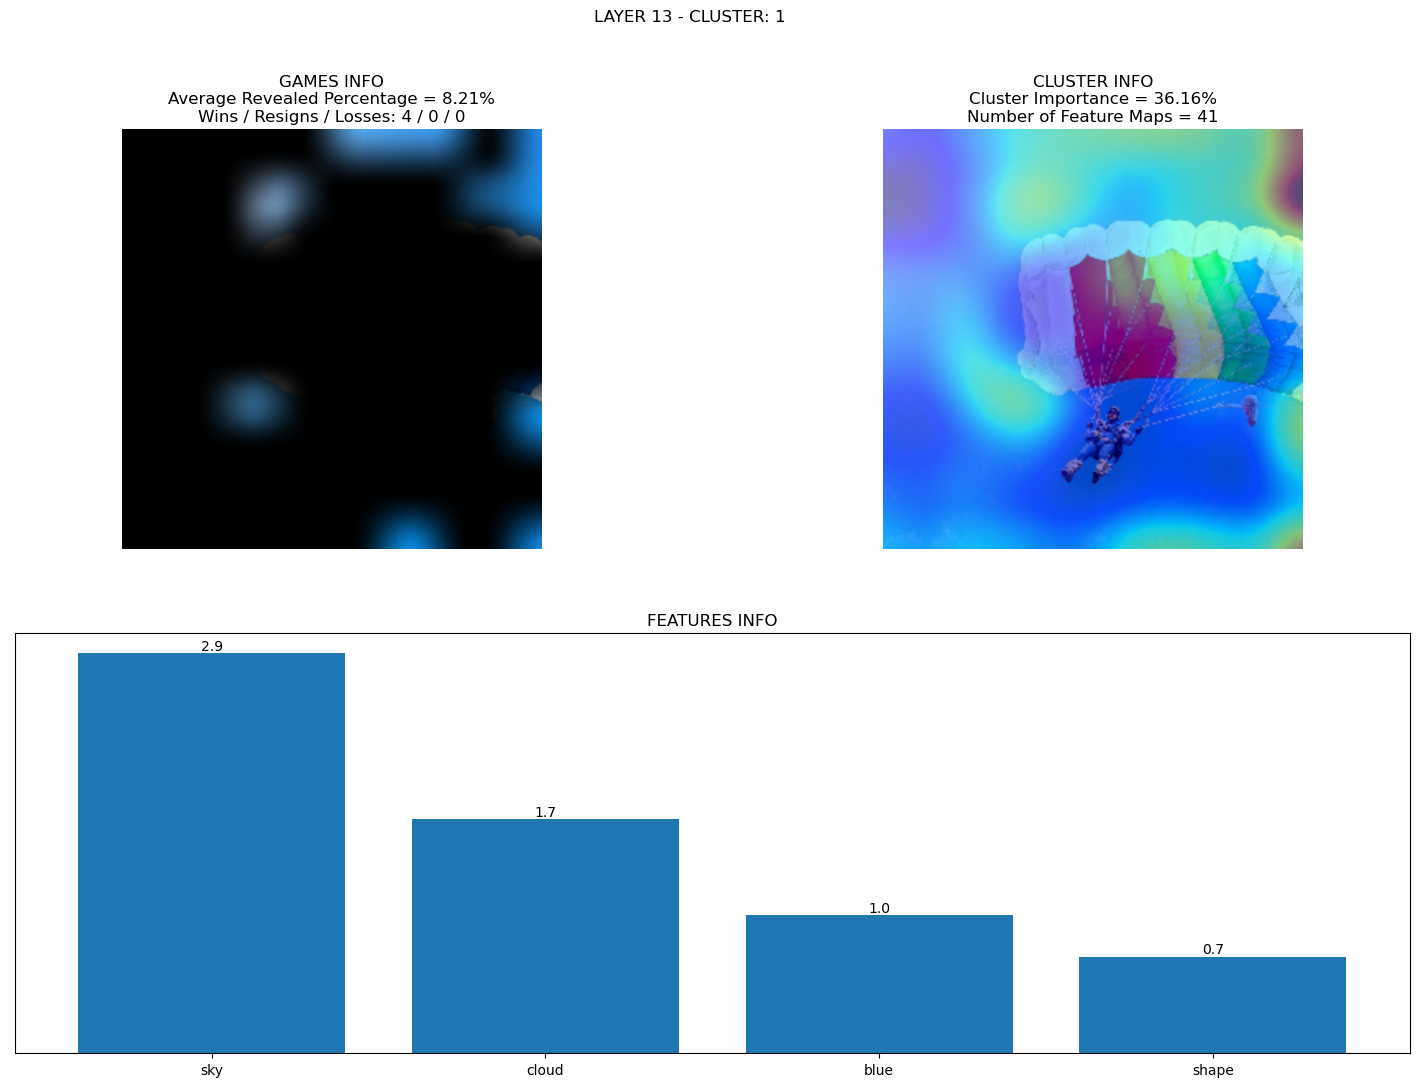 LAYER 13 - CLUSTER: 1
GAMES INFO
Average Revealed Percentage = 8.21%
Wins / Resigns / Losses: 4 / 0 / 0
CLUSTER INFO
Cluster Importance = 36.16%
Number of Feature Maps = 41
FEATURES INFO
2.9
1.7
1.0
0.7
sky
cloud
blue
shape